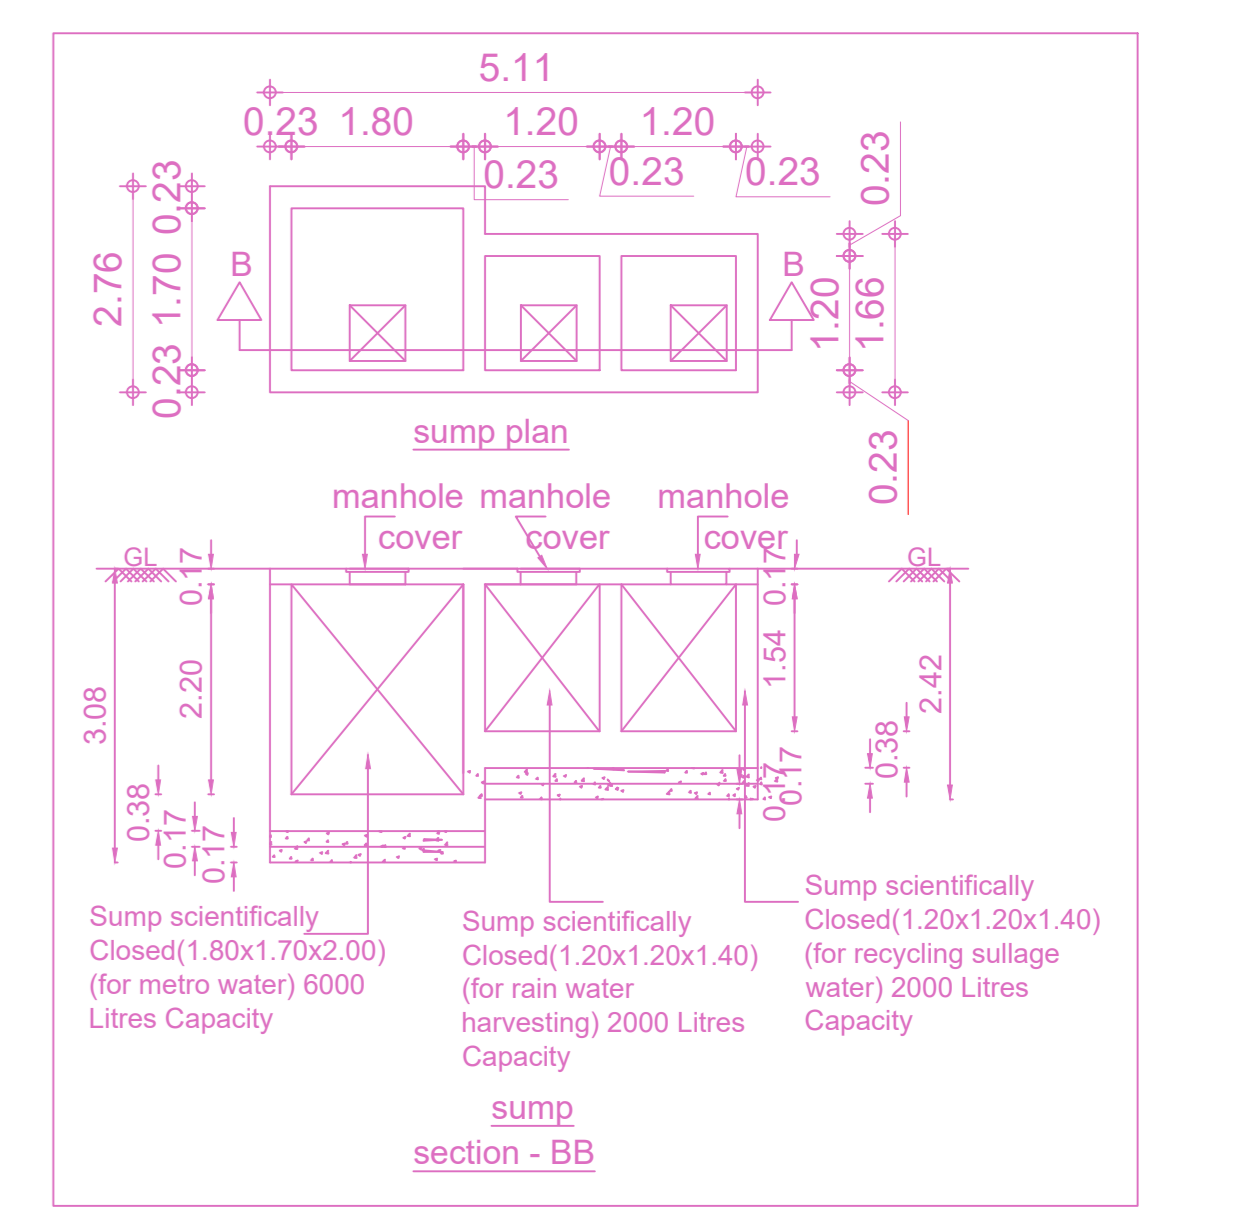 5.11
0.23 1.80 1.20 1.20
0.23 0.23 0.23
0.23
0.23
2.76
1.70
0.23
B
B
1.20
1.66
0.23
sump plan
manhole
cover
manhole
cover
manhole
cover
GL
GL
0.17
0.17
2.20
1.54
3.08
2.42
0.38
0.17
0.17
0.38
0.17
0.17
Sump scientifically
Closed(1.80x1.70x2.00)
(for metro water) 6000
Litres Capacity
Sump scientifically
Closed(1.20x1.20x1.40)
(for rain water
harvesting) 2000 Litres
Capacity
Sump scientifically
Closed(1.20x1.20x1.40)
(for recycling sullage
water) 2000 Litres
Capacity
sump
section - BB